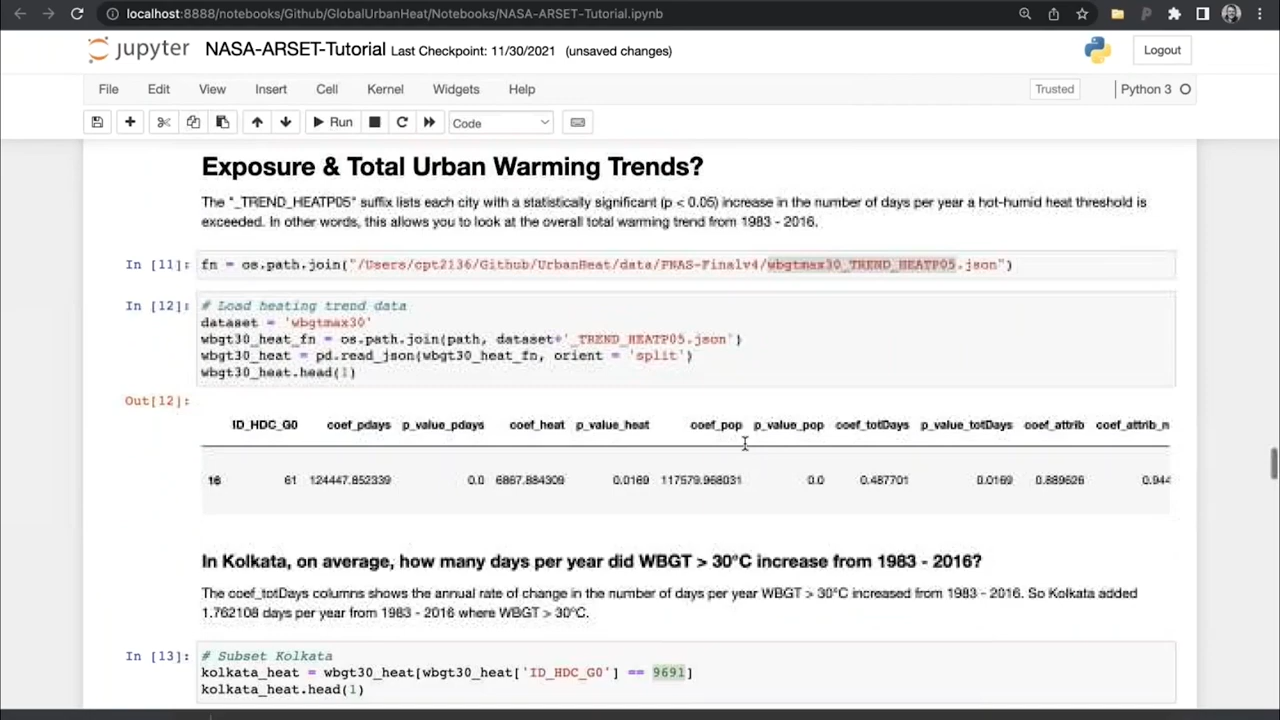 localhost:8888/notebooks/Github/GlobalUrbanHeat/Notebooks/NASA-ARSET-Tutorial.ipynb
jupyter NASA-ARSET-Tutorial Last Checkpoint: 11/30/2021 (unsaved changes) Logout
File Edit View Insert Cell Kernel Widgets Help Trusted Python 3
Run Code
Exposure & Total Urban Warming Trends?
The "_TREND_HEATP05" suffix lists each city with a statistically significant (p < 0.05) increase in the number of days per year a hot-humid heat threshold is
exceeded. In other words, this allows you to look at the overall total warming trend from 1983 - 2016.
In [11]: fn = os.path.join("/Users/cpt2136/Github/UrbanHeat/data/PNAS-Finalv4/wbgtmax30_TREND_HEATP05.json")
In [12]: # Load heating trend data
dataset = 'wbgtmax30'
wbgt30_heat_fn = os.path.join(path, dataset+'_TREND_HEATP05.json')
wbgt30_heat = pd.read_json(wbgt30_heat_fn, orient = 'split')
wbgt30_heat.head(1)
Out[12]:
ID_HDC_G0 coef_pdays p_value_pdays coef_heat p_value_heat coef_pop p_value_pop coef_totDays p_value_totDays coef_attrib coef_attrib_n
16 61 124447.852339 0.0 6867.884309 0.0169 117579.968031 0.0 0.487701 0.0169 0.889526 0.944
In Kolkata, on average, how many days per year did WBGT > 30°C increase from 1983 - 2016?
The coef_totDays columns shows the annual rate of change in the number of days per year WBGT > 30°C increased from 1983 - 2016. So Kolkata added
1.762108 days per year from 1983 - 2016 where WBGT > 30°C.
In [13]: # Subset Kolkata
kolkata_heat = wbgt30_heat[wbgt30_heat['ID_HDC_G0'] == 9691]
kolkata_heat.head(1)